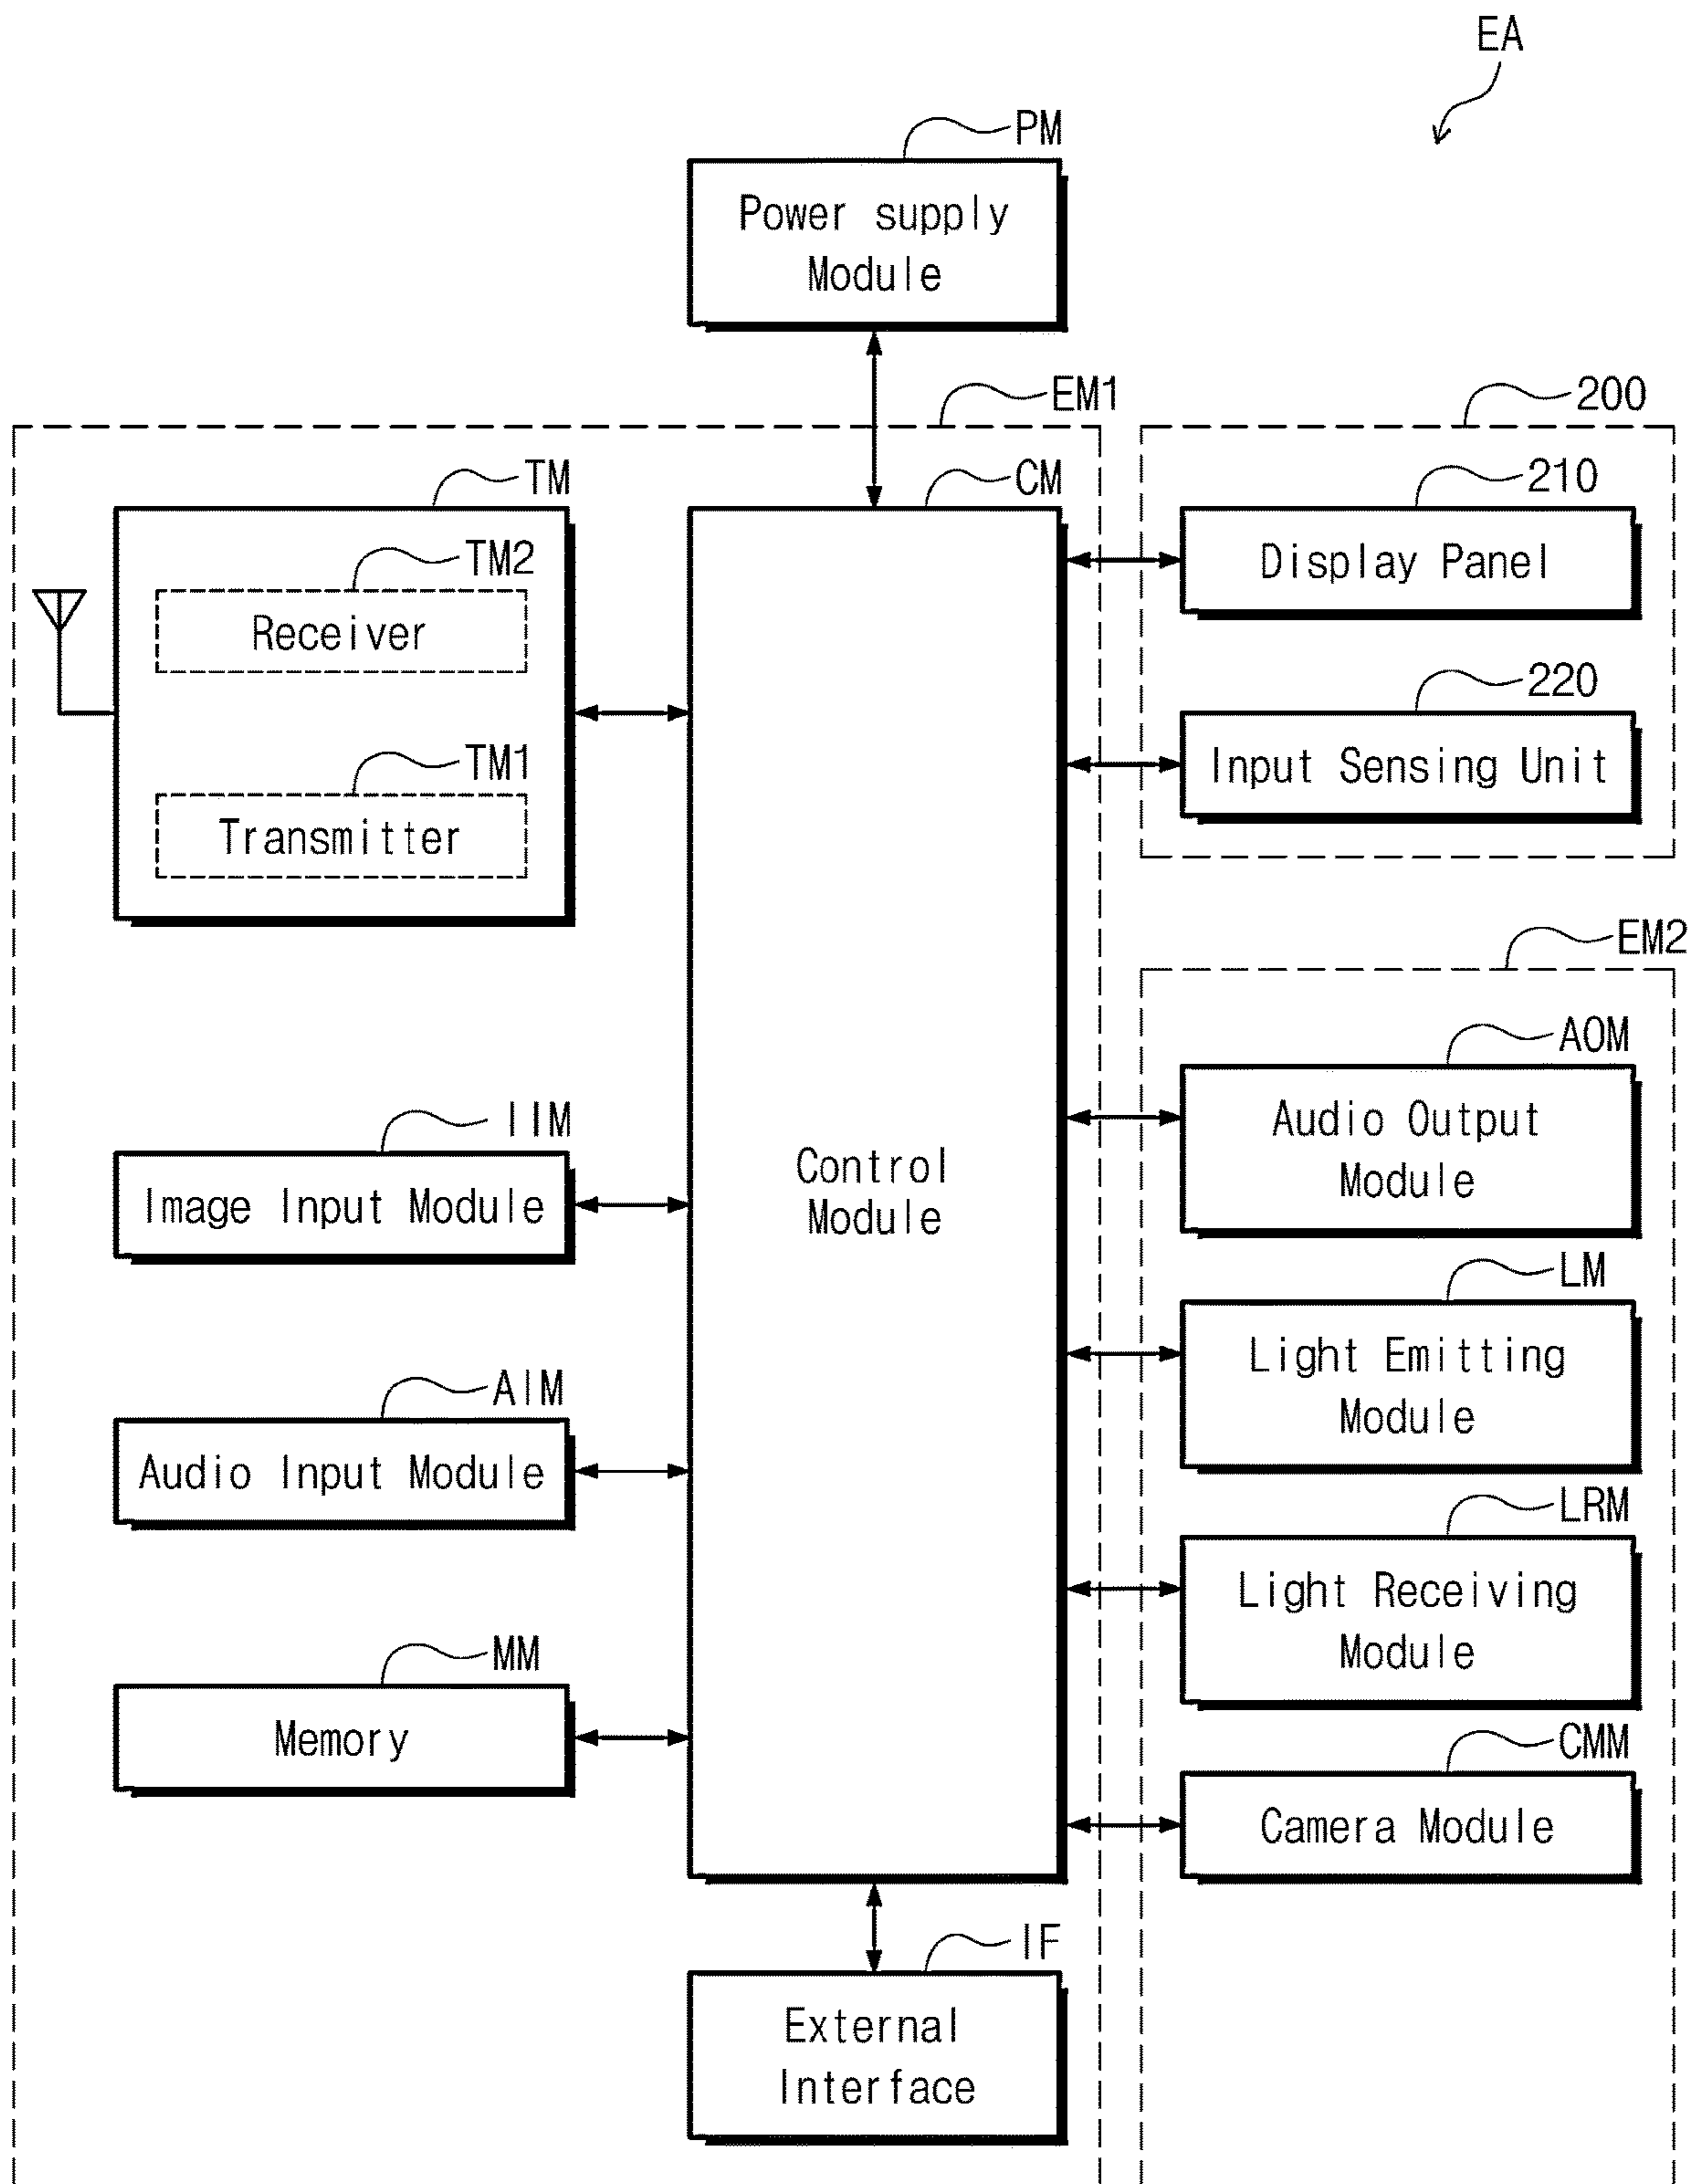 EA
PM
Power supply
Module
EM1
200
TM
CM
210
TM2
Display Panel
Receiver
220
TM1
Input Sensing Unit
Transmitter
EM2
AOM
IIM
Audio Output
Module
Control
Module
Image Input Module
LM
Light Emitting
Module
AIM
Audio Input Module
LRM
Light Receiving
Module
MM
Memory
CMM
Camera Module
IF
External
Interface